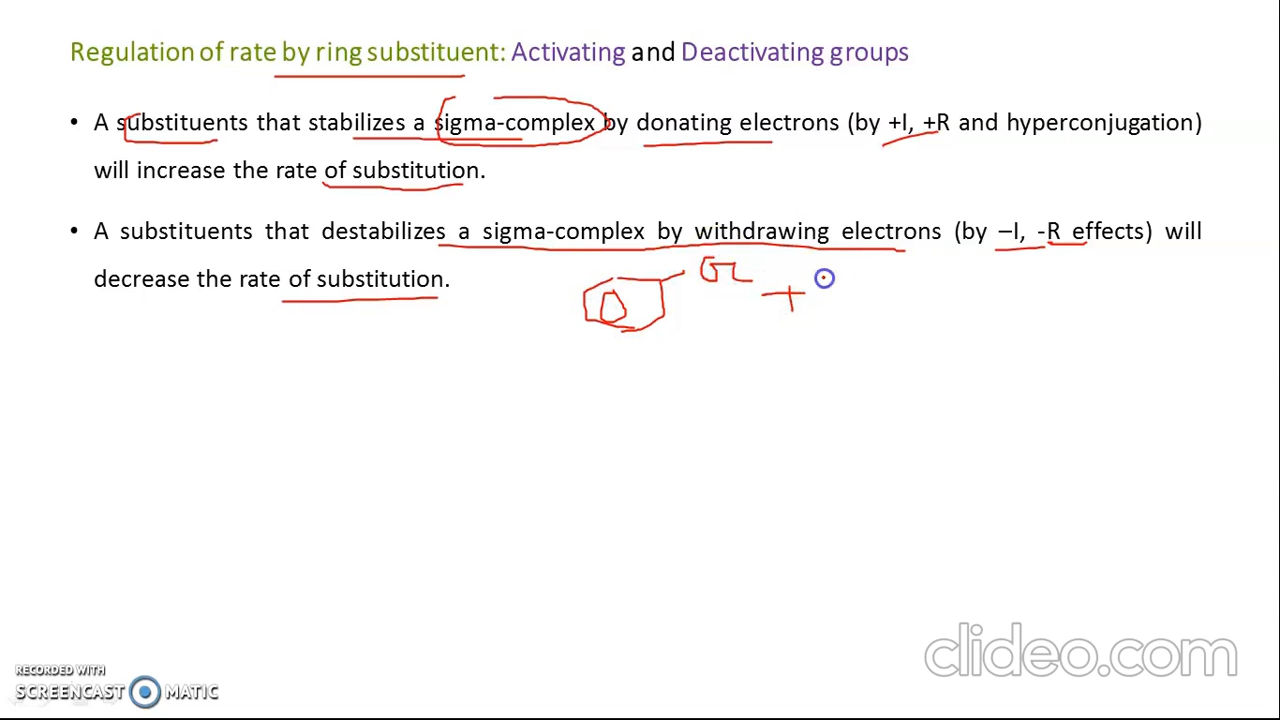 Regulation of rate by ring substituent: Activating and Deactivating groups
• A substituents that stabilizes a sigma-complex by donating electrons (by +I, +R and hyperconjugation)
will increase the rate of substitution.
• A substituents that destabilizes a sigma-complex by withdrawing electrons (by –I, -R effects) will
decrease the rate of substitution.
+
clideo.com
RECORDED WITH
SCREENCAST MATIC